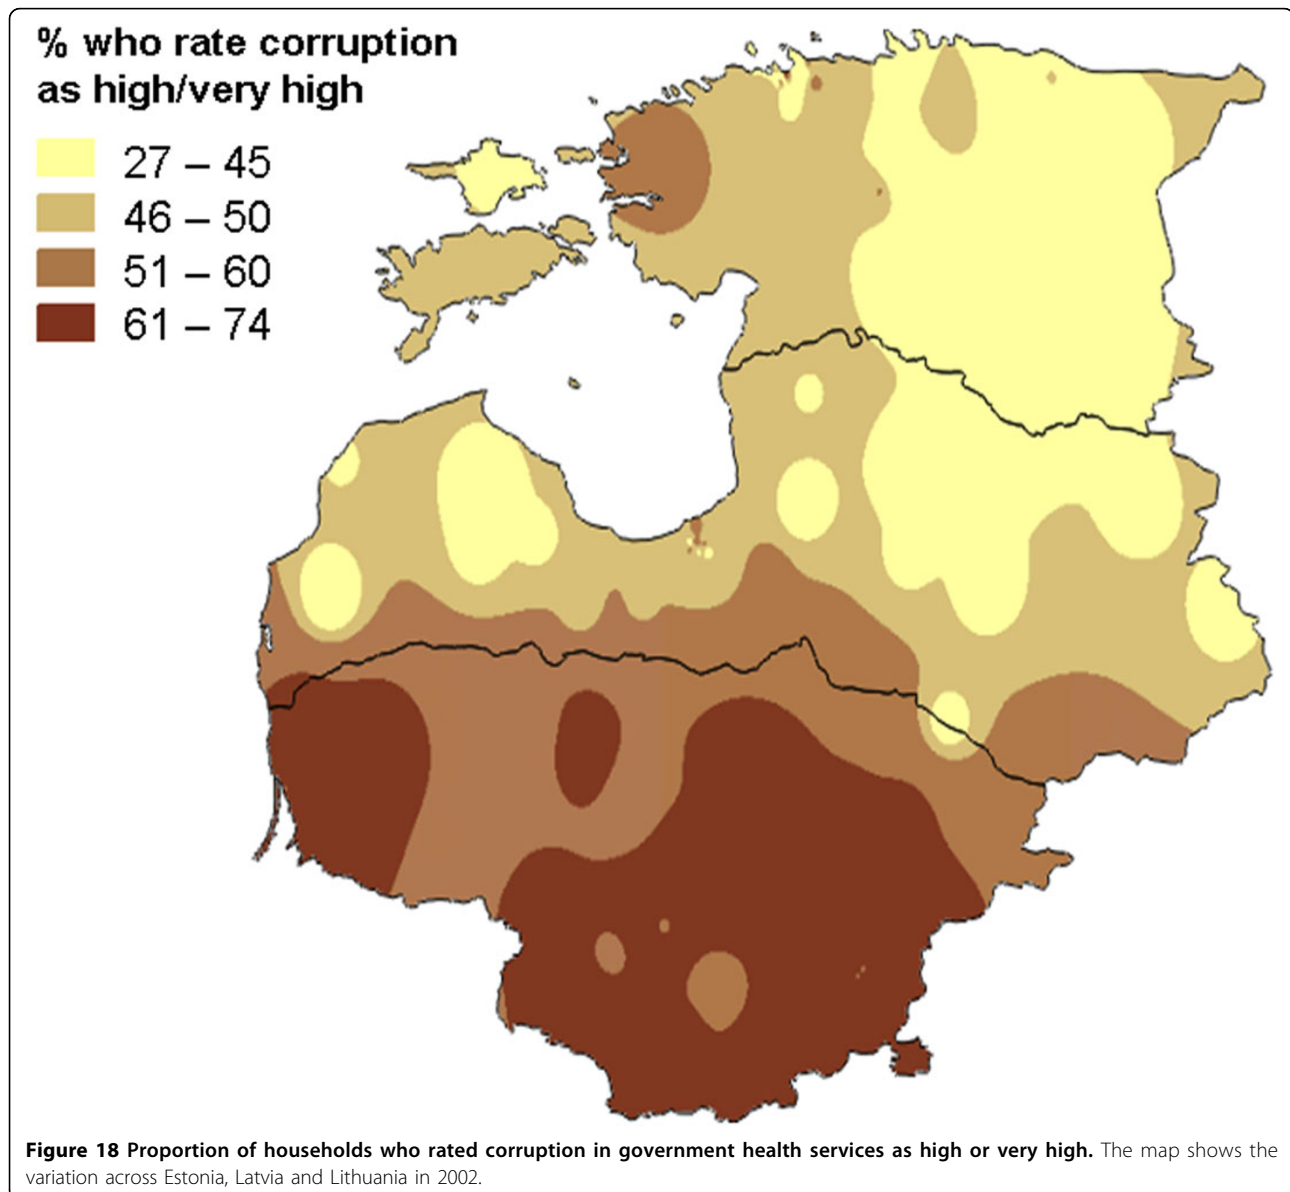 % who rate corruption
as high/very high
27 – 45
46 – 50
51 – 60
61 – 74
Figure 18 Proportion of households who rated corruption in government health services as high or very high. The map shows the
variation across Estonia, Latvia and Lithuania in 2002.